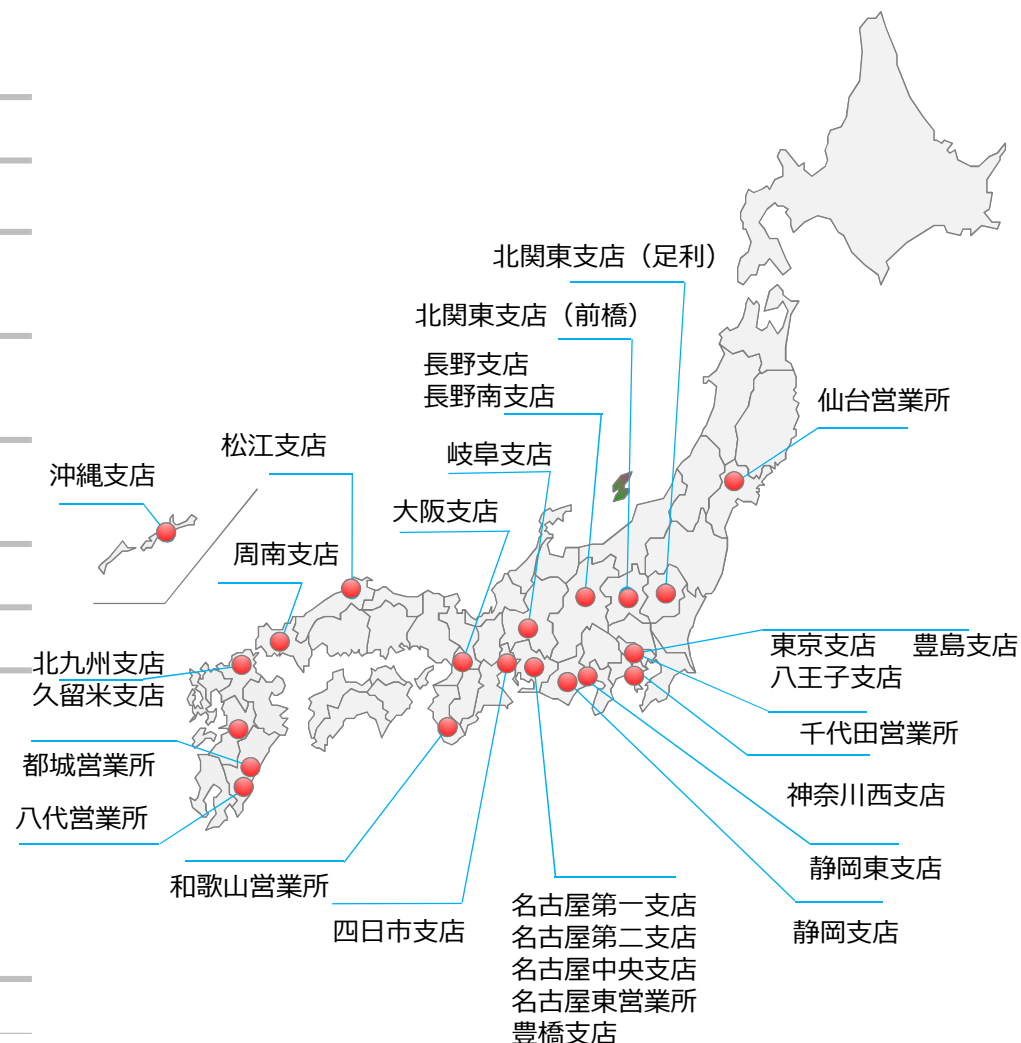 北関東支店（足利）
北関東支店（前橋）
長野支店
長野南支店
仙台営業所
松江支店
岐阜支店
沖縄支店
大阪支店
周南支店
東京支店　豊島支店
北九州支店
八王子支店
久留米支店
千代田営業所
都城営業所
神奈川西支店
八代営業所
静岡東支店
和歌山営業所
名古屋第一支店
四日市支店
静岡支店
名古屋第二支店
名古屋中央支店
名古屋東営業所
豊橋支店